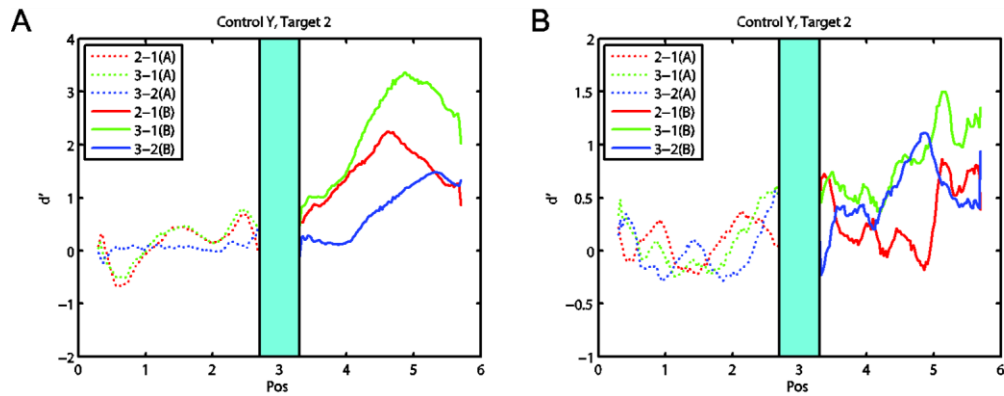 A
Control Y, Target 2
4
3
2
1
0
−1
−2
d'
2−1(A)
3−1(A)
3−2(A)
2−1(B)
3−1(B)
3−2(B)
0 1 2 3 4 5 6
Pos
B
Control Y, Target 2
2
1.5
1
0.5
0
−0.5
−1
d'
2−1(A)
3−1(A)
3−2(A)
2−1(B)
3−1(B)
3−2(B)
0 1 2 3 4 5 6
Pos